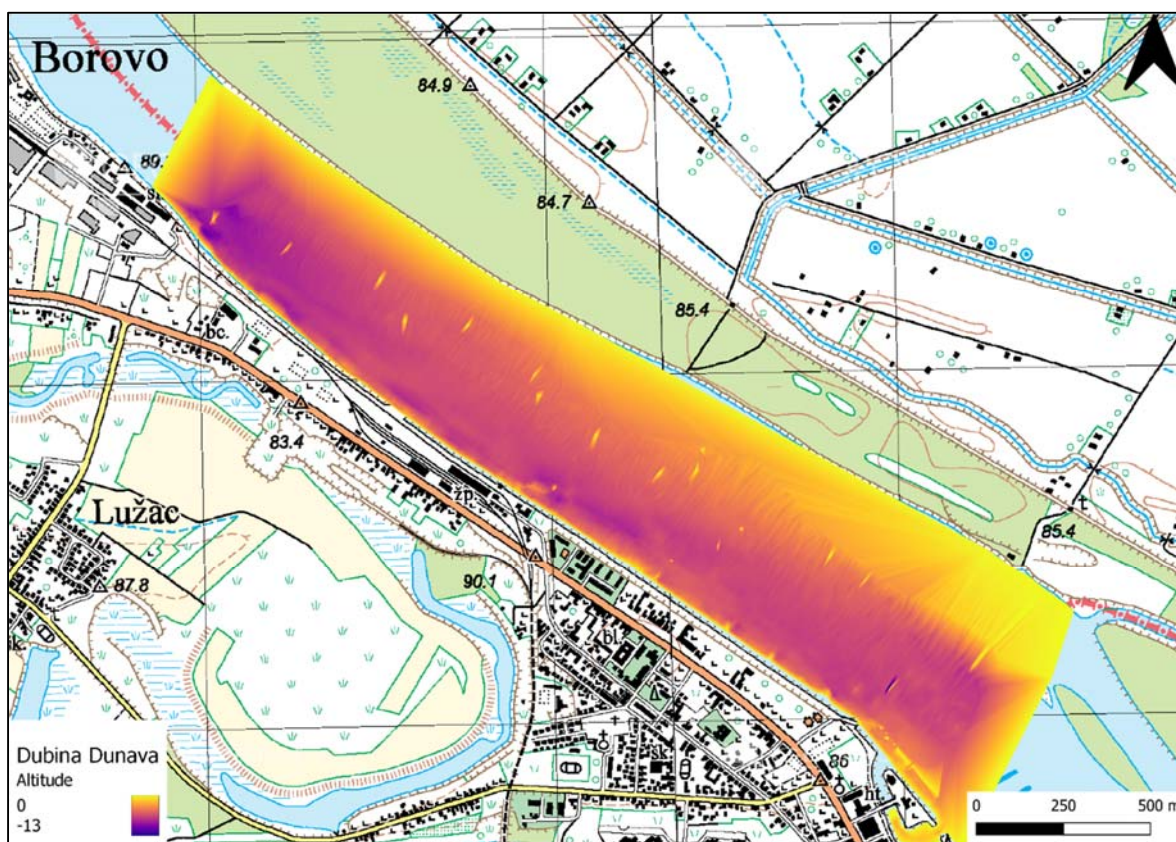 Borovo
84.9
89.
84.7
85.4
bc.
83.4
žp.
Lužac
87.8
90.1
bl.
85.4
Dubina Dunava
Altitude
0
-13
86
ht
0 250 500 m